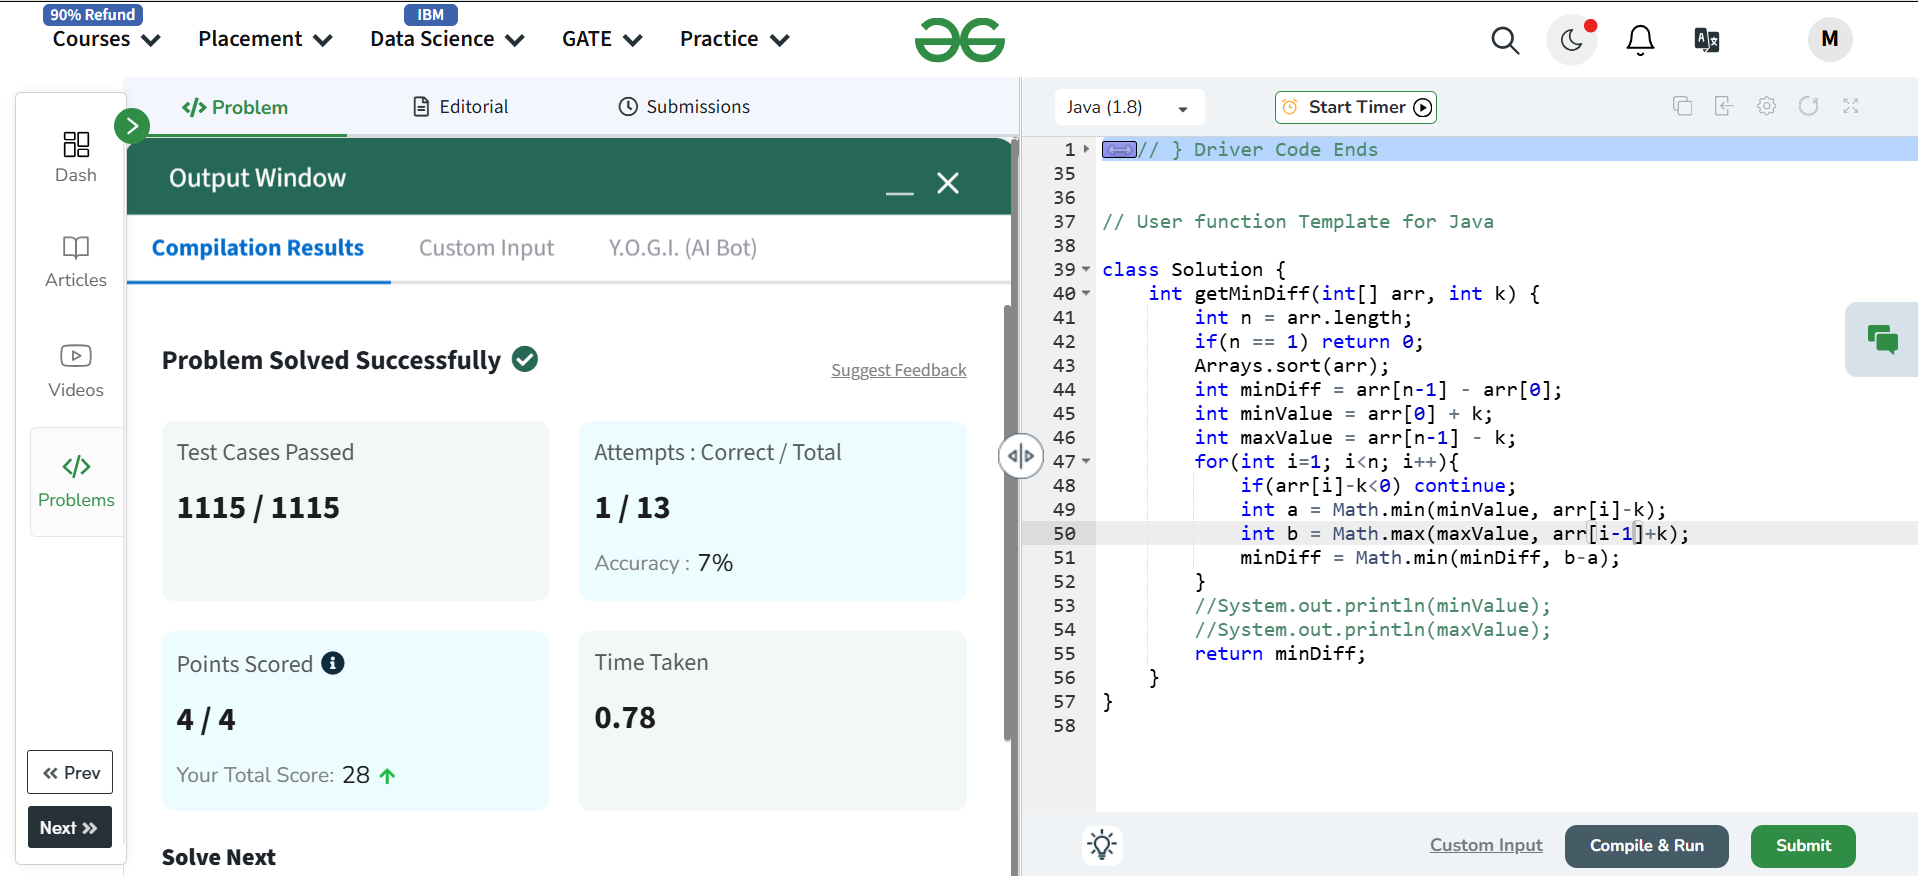 90% Refund
IBM
Courses
Placement
Data Science
GATE
Practice
M
Dash
Articles
Videos
Problems
Prev
Next
Problem
Editorial
Submissions
Output Window
Compilation Results
Custom Input
Y.O.G.I. (AI Bot)
Problem Solved Successfully
Suggest Feedback
Test Cases Passed
1115 / 1115
Attempts : Correct / Total
1 / 13
Accuracy : 7%
Points Scored
4 / 4
Your Total Score: 28
Time Taken
0.78
Solve Next
Java (1.8)
Start Timer
1 // } Driver Code Ends
35
36
37 // User function Template for Java
38
39 class Solution {
40     int getMinDiff(int[] arr, int k) {
41         int n = arr.length;
42         if(n == 1) return 0;
43         Arrays.sort(arr);
44         int minDiff = arr[n-1] - arr[0];
45         int minValue = arr[0] + k;
46         int maxValue = arr[n-1] - k;
47         for(int i=1; i<n; i++){
48             if(arr[i]-k<0) continue;
49             int a = Math.min(minValue, arr[i]-k);
50             int b = Math.max(maxValue, arr[i-1]+k);
51             minDiff = Math.min(minDiff, b-a);
52         }
53         //System.out.println(minValue);
54         //System.out.println(maxValue);
55         return minDiff;
56     }
57 }
58
Custom Input
Compile & Run
Submit